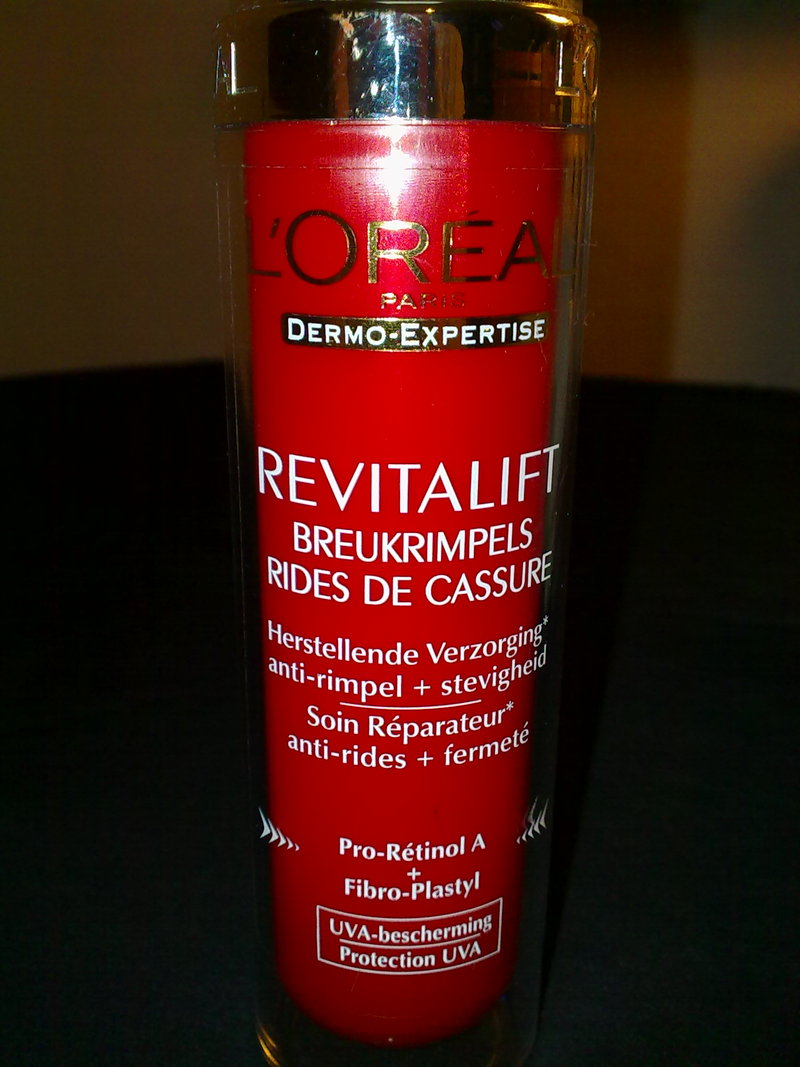 AL L'O
L'ORÉAL
PARIS
DERMO-EXPERTISE
REVITALIFT
BREUKRIMPELS
RIDES DE CASSURE
Herstellende Verzorging*
anti-rimpel + stevigheid
Soin Réparateur*
anti-rides + fermeté
Pro-Rétinol A
+
Fibro-Plastyl
UVA-bescherming
Protection UVA